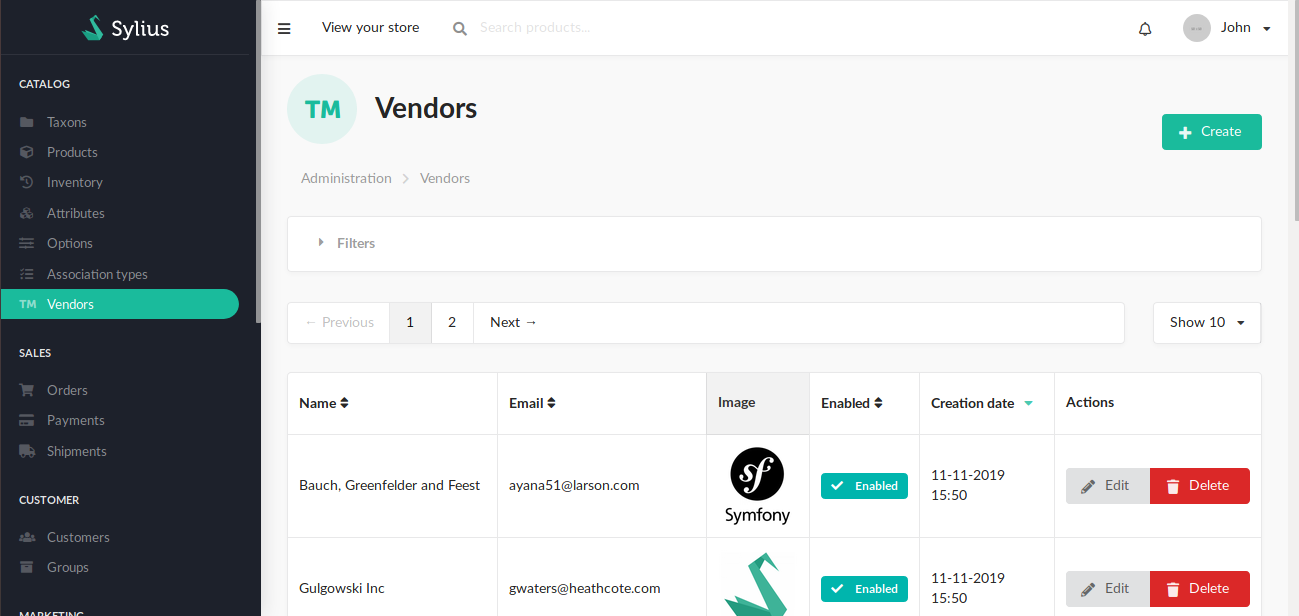 Sylius
View your store
Search products...
John
CATALOG
Taxons
Products
Inventory
Attributes
Options
Association types
TM Vendors
SALES
Orders
Payments
Shipments
CUSTOMER
Customers
Groups
MARKETING
TM
Vendors
Create
Administration
Vendors
Filters
← Previous
1
2
Next →
Show 10
Name
Email
Image
Enabled
Creation date
Actions
Bauch, Greenfelder and Feest
ayana51@larson.com
sf
Symfony
Enabled
11-11-2019
15:50
Edit
Delete
Gulgowski Inc
gwaters@heathcote.com
Enabled
11-11-2019
15:50
Edit
Delete